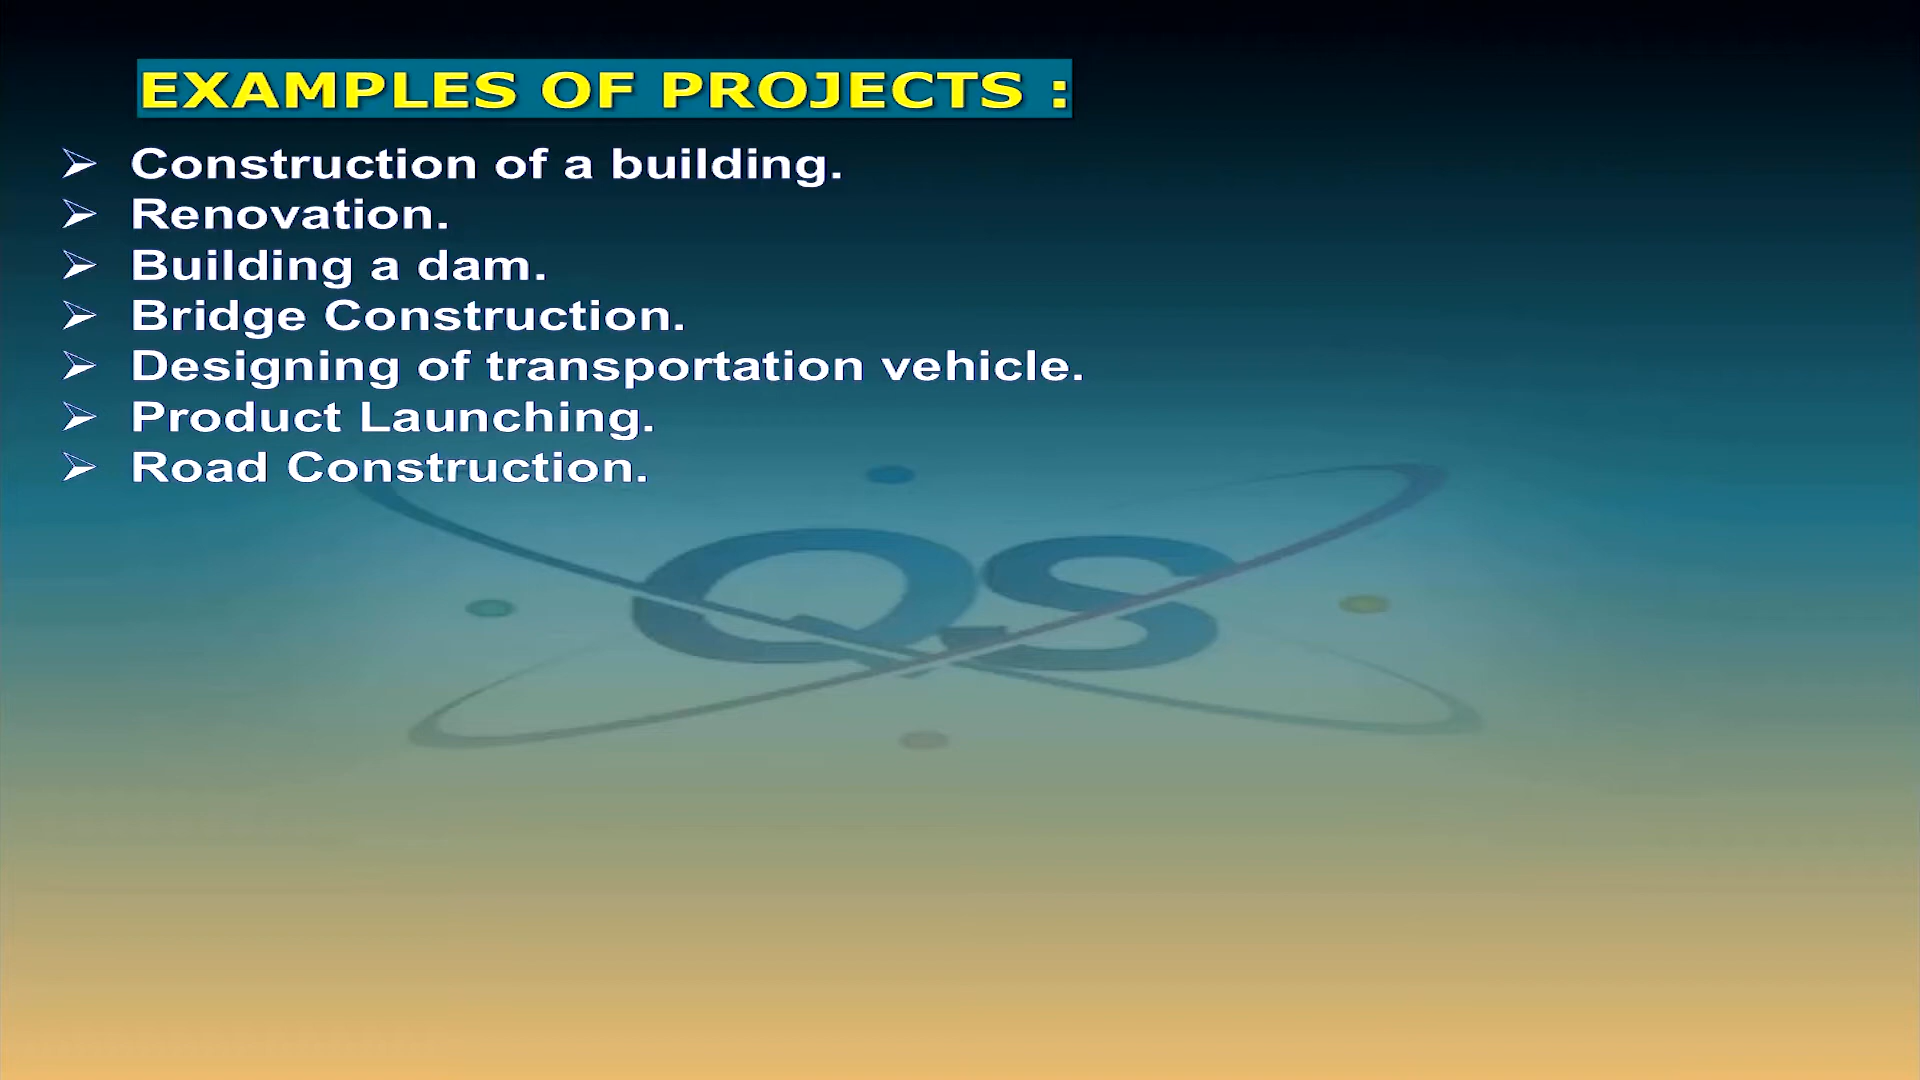 EXAMPLES OF PROJECTS :
Construction of a building.
Renovation.
Building a dam.
Bridge Construction.
Designing of transportation vehicle.
Product Launching.
Road Construction.
QS